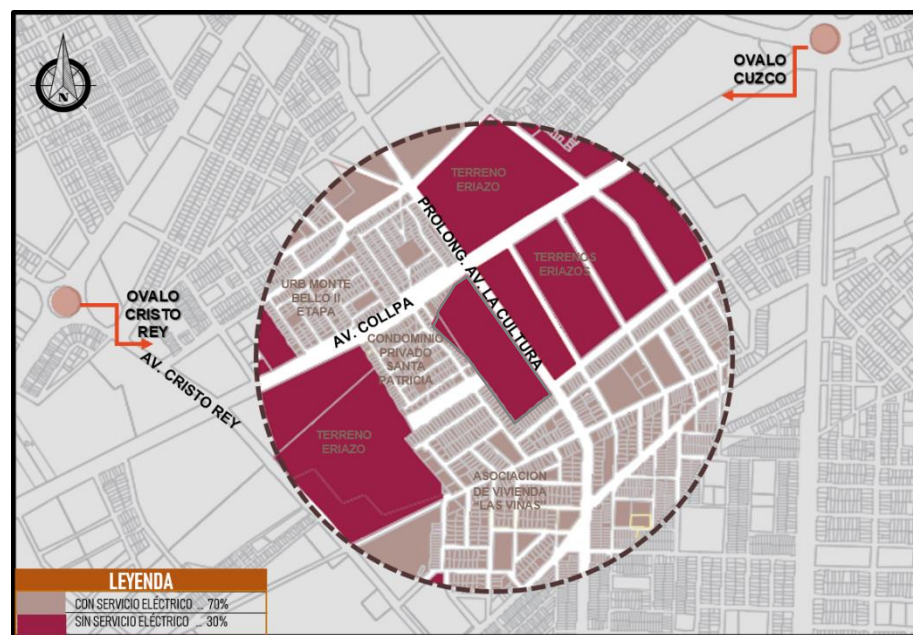 N
OVALO
CUZCO
TERRENO
ERIAZO
PROLONG. AV. LA CULTURA
TERRENOS
ERIAZOS
URB MONTE
BELLO II
ETAPA
OVALO
CRISTO
REY
AV. COLLPA
CONDOMINIO
PRIVADO
SANTA
PATRICIA
AV. CRISTO REY
TERRENO
ERIAZO
ASOCIACION
DE VIVIENDA
"LAS VIÑAS"
LEYENDA
CON SERVICIO ELÉCTRICO ... 70%
SIN SERVICIO ELÉCTRICO ... 30%